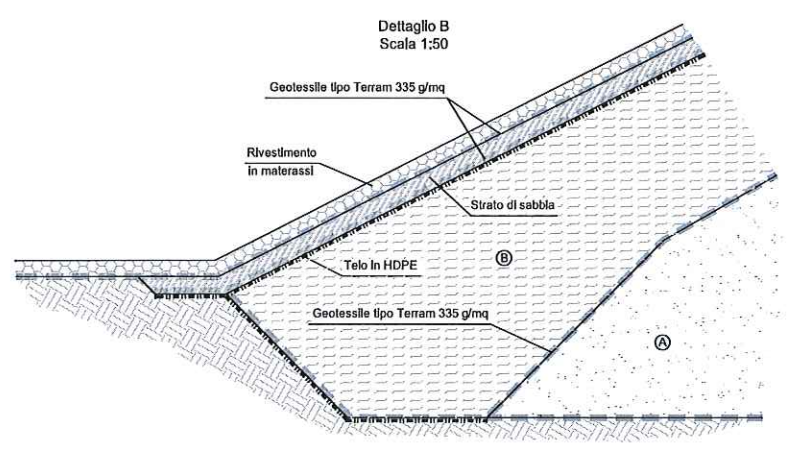 Dettaglio B
Scala 1:50
Geotessile tipo Terram 335 g/mq
Rivestimento
in materassi
Strato di sabbia
Telo in HDPE
B
Geotessile tipo Terram 335 g/mq
A